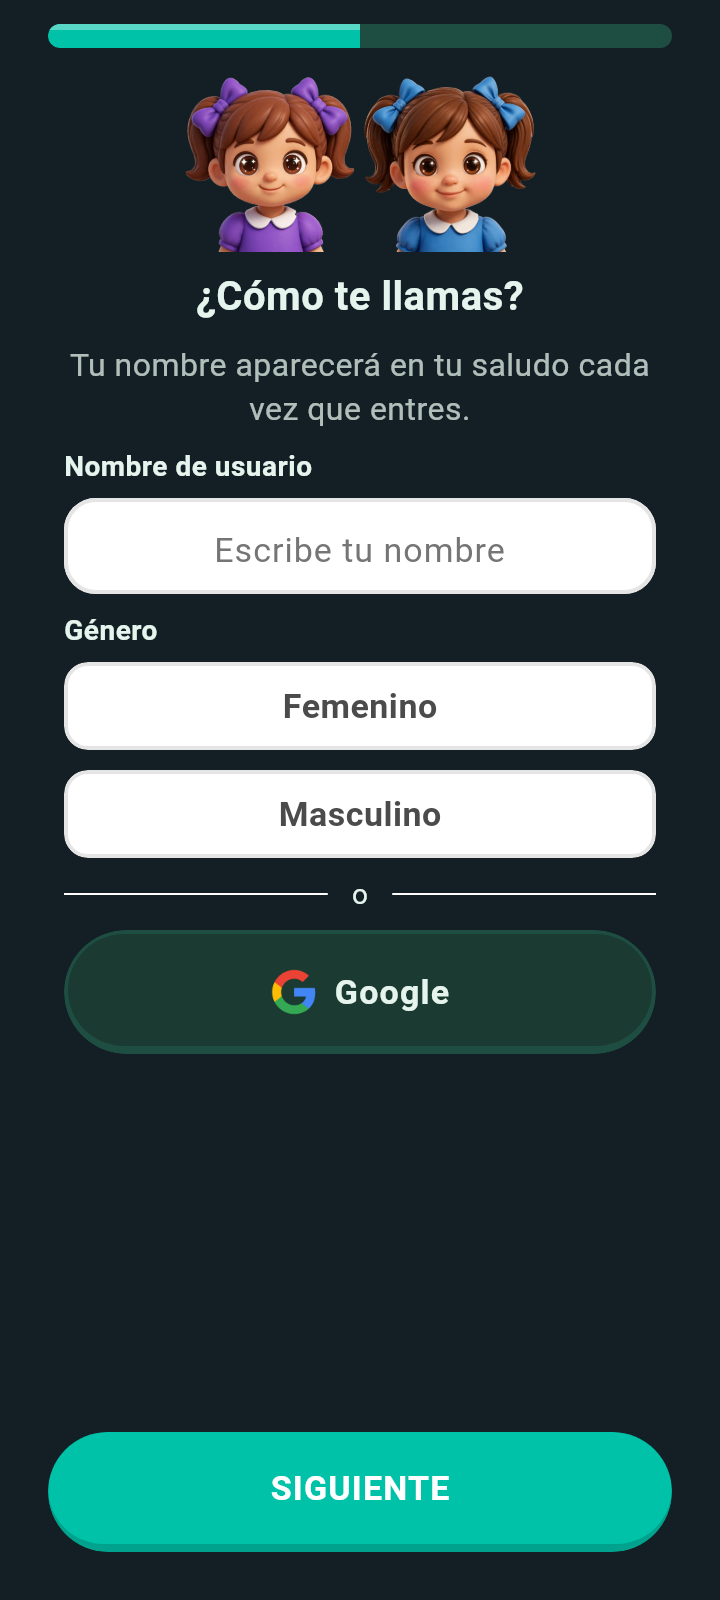 ¿Cómo te llamas?
Tu nombre aparecerá en tu saludo cada
vez que entres.
Nombre de usuario
Escribe tu nombre
Género
Femenino
Masculino
o
Google
SIGUIENTE